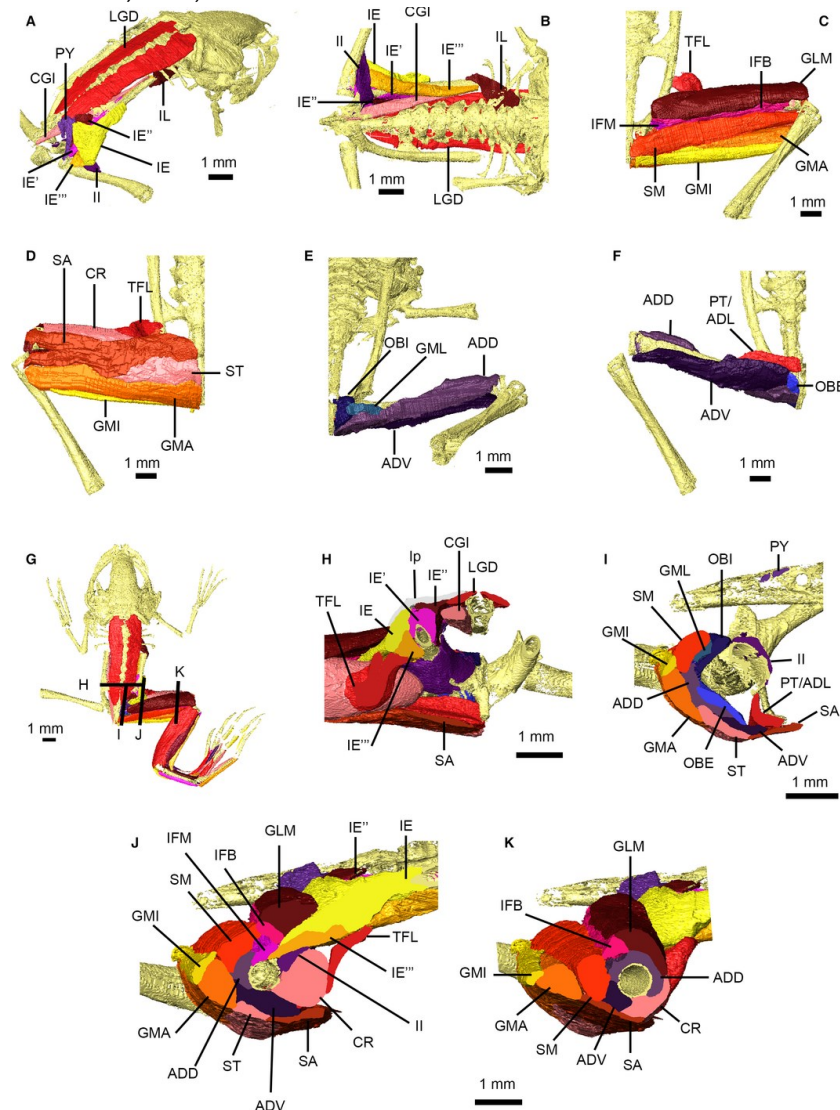 A
LGD
PY
CGI
IL
IE''
IE
IE'
IE'''
II
1 mm
B
II
IE
IE'
CGI
IE'''
IL
IE''
1 mm
LGD
C
TFL
IFB
GLM
IFM
SM
GMI
GMA
1 mm
D
SA
CR
TFL
ST
GMI
GMA
1 mm
E
OBI
GML
ADD
ADV
1 mm
F
ADD
PT/
ADL
OBE
ADV
1 mm
G
H
K
I
J
1 mm
H
Ip
CGI
IE'
IE''
LGD
IE
TFL
IE'''
SA
I
OBI
PY
GML
SM
GMI
II
ADD
PT/ADL
SA
GMA
OBE
ST
ADV
1 mm
J
GLM
IE''
IE
IFM
IFB
SM
GMI
TFL
IE'''
GMA
II
CR
ADD
ST
SA
ADV
K
GLM
IFB
GMI
ADD
GMA
CR
SM
ADV
SA
1 mm